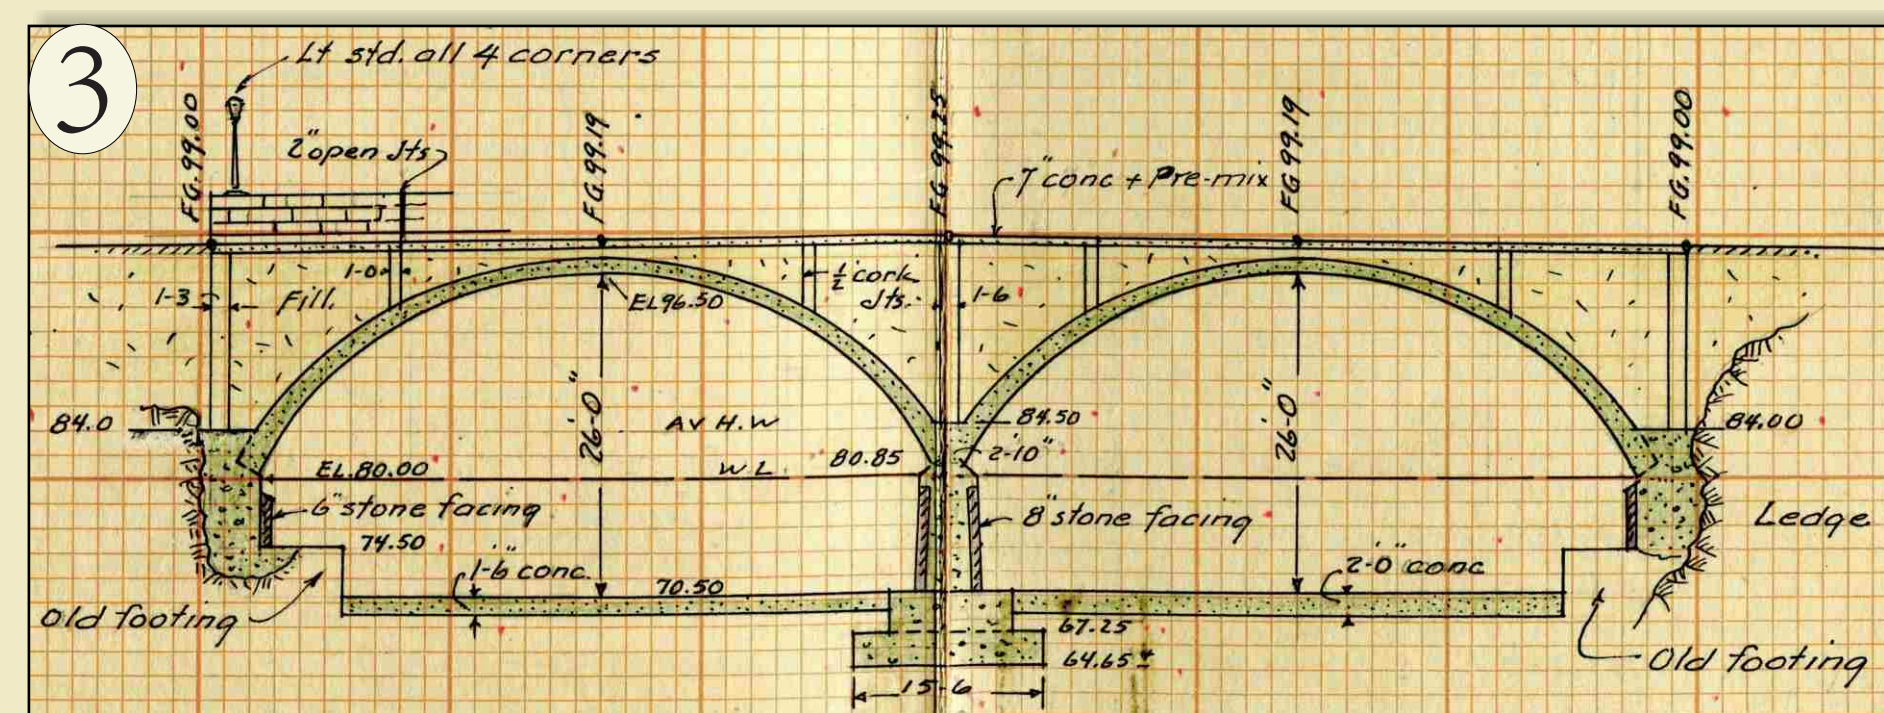 3
Lt std. all 4 corners
FG. 99.00
2" open Jts
FG. 99.19
FG 99.25
7" conc + Pre-mix
FG 99.19
FG. 99.00
1-0
1-3
Fill.
EL 96.50
½ cork
Jts.
1-6
84.0
26'-0"
AV H.W
84.50
26'-0"
84.00
EL. 80.00
W L
80.85
2'-10"
6" stone facing
8" stone facing
Ledge
74.50
1'-6" conc.
70.50
2'-0" conc
Old footing
67.25
64.65 ±
Old footing
15-6